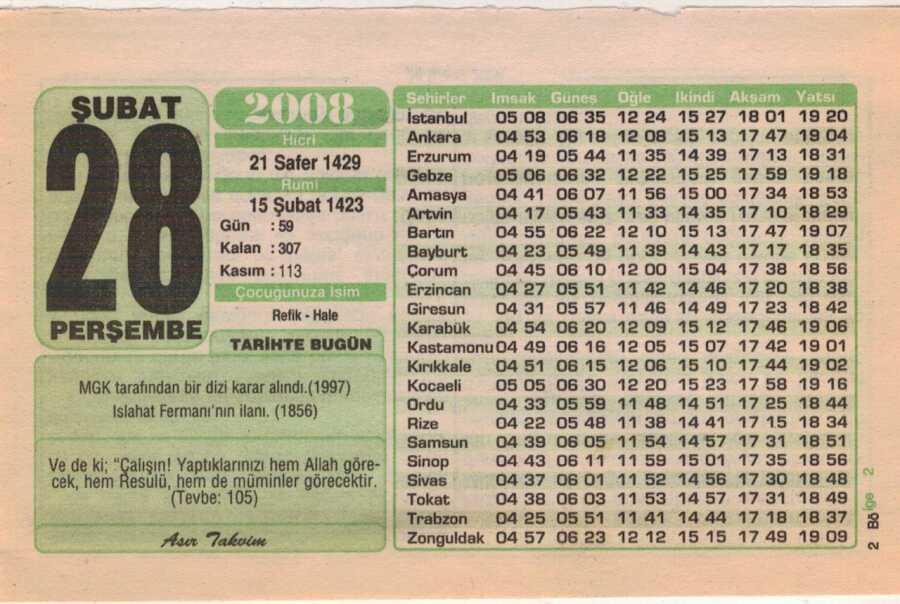 ŞUBAT
28
PERŞEMBE
2008
Hicri
21 Safer 1429
Rumi
15 Şubat 1423
Gün : 59
Kalan : 307
Kasım : 113
Çocuğunuza İsim
Refik - Hale
TARİHTE BUGÜN
MGK tarafından bir dizi karar alındı.(1997)
Islahat Fermanı'nın ilanı. (1856)
Ve de ki; “Çalışın! Yaptıklarınızı hem Allah göre-
cek, hem Resulü, hem de müminler görecektir.
(Tevbe: 105)
Asır Takvim
Şehirler İmsak Güneş Öğle İkindi Akşam Yatsı
İstanbul 05 08 06 35 12 24 15 27 18 01 19 20
Ankara 04 53 06 18 12 08 15 13 17 47 19 04
Erzurum 04 19 05 44 11 35 14 39 17 13 18 31
Gebze 05 06 06 32 12 22 15 25 17 59 19 18
Amasya 04 41 06 07 11 56 15 00 17 34 18 53
Artvin 04 17 05 43 11 33 14 35 17 10 18 29
Bartın 04 55 06 22 12 10 15 13 17 47 19 07
Bayburt 04 23 05 49 11 39 14 43 17 17 18 35
Çorum 04 45 06 10 12 00 15 04 17 38 18 56
Erzincan 04 27 05 51 11 42 14 46 17 20 18 38
Giresun 04 31 05 57 11 46 14 49 17 23 18 42
Karabük 04 54 06 20 12 09 15 12 17 46 19 06
Kastamonu 04 49 06 16 12 05 15 07 17 42 19 01
Kırıkkale 04 51 06 15 12 06 15 10 17 44 19 02
Kocaeli 05 05 06 30 12 20 15 23 17 58 19 16
Ordu 04 33 05 59 11 48 14 51 17 25 18 44
Rize 04 22 05 48 11 38 14 41 17 15 18 34
Samsun 04 39 06 05 11 54 14 57 17 31 18 51
Sinop 04 43 06 11 11 59 15 01 17 35 18 56
Sivas 04 37 06 01 11 52 14 56 17 30 18 48
Tokat 04 38 06 03 11 53 14 57 17 31 18 49
Trabzon 04 25 05 51 11 41 14 44 17 18 18 37
Zonguldak 04 57 06 23 12 12 15 15 17 49 19 09
2 Bölge 2